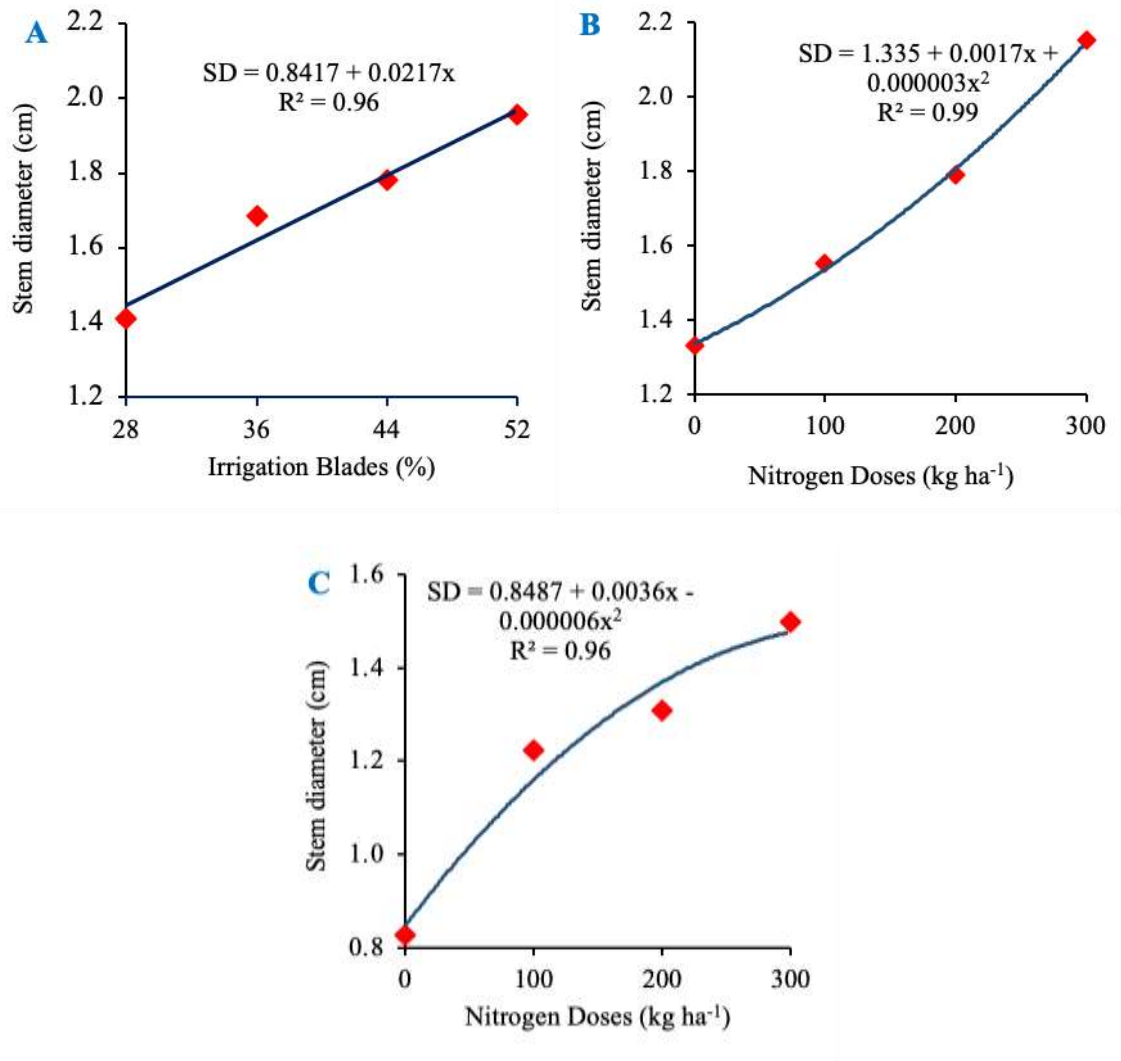 A
SD = 0.8417 + 0.0217x
R² = 0.96
Stem diameter (cm)
2.2
2.0
1.8
1.6
1.4
1.2
28 36 44 52
Irrigation Blades (%)
B
SD = 1.335 + 0.0017x +
0.000003x²
R² = 0.99
Stem diameter (cm)
2.2
2.0
1.8
1.6
1.4
1.2
0 100 200 300
Nitrogen Doses (kg ha⁻¹)
C
SD = 0.8487 + 0.0036x -
0.000006x²
R² = 0.96
Stem diameter (cm)
1.6
1.4
1.2
1.0
0.8
0 100 200 300
Nitrogen Doses (kg ha⁻¹)